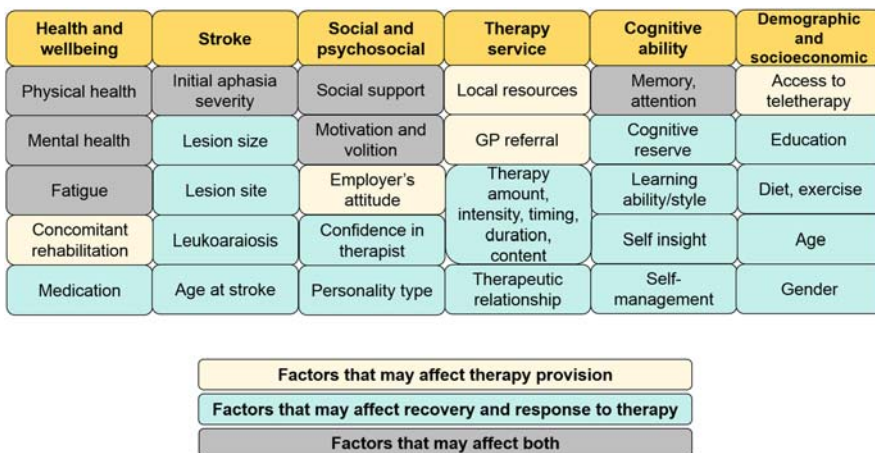 Health and
wellbeing
Stroke
Social and
psychosocial
Therapy
service
Cognitive
ability
Demographic
and
socioeconomic
Physical health
Initial aphasia
severity
Social support
Local resources
Memory,
attention
Access to
teletherapy
Mental health
Lesion size
Motivation and
volition
GP referral
Cognitive
reserve
Education
Fatigue
Lesion site
Employer's
attitude
Therapy
amount,
intensity, timing,
duration,
content
Learning
ability/style
Diet, exercise
Concomitant
rehabilitation
Leukoaraiosis
Confidence in
therapist
Self insight
Age
Medication
Age at stroke
Personality type
Therapeutic
relationship
Self-
management
Gender
Factors that may affect therapy provision
Factors that may affect recovery and response to therapy
Factors that may affect both